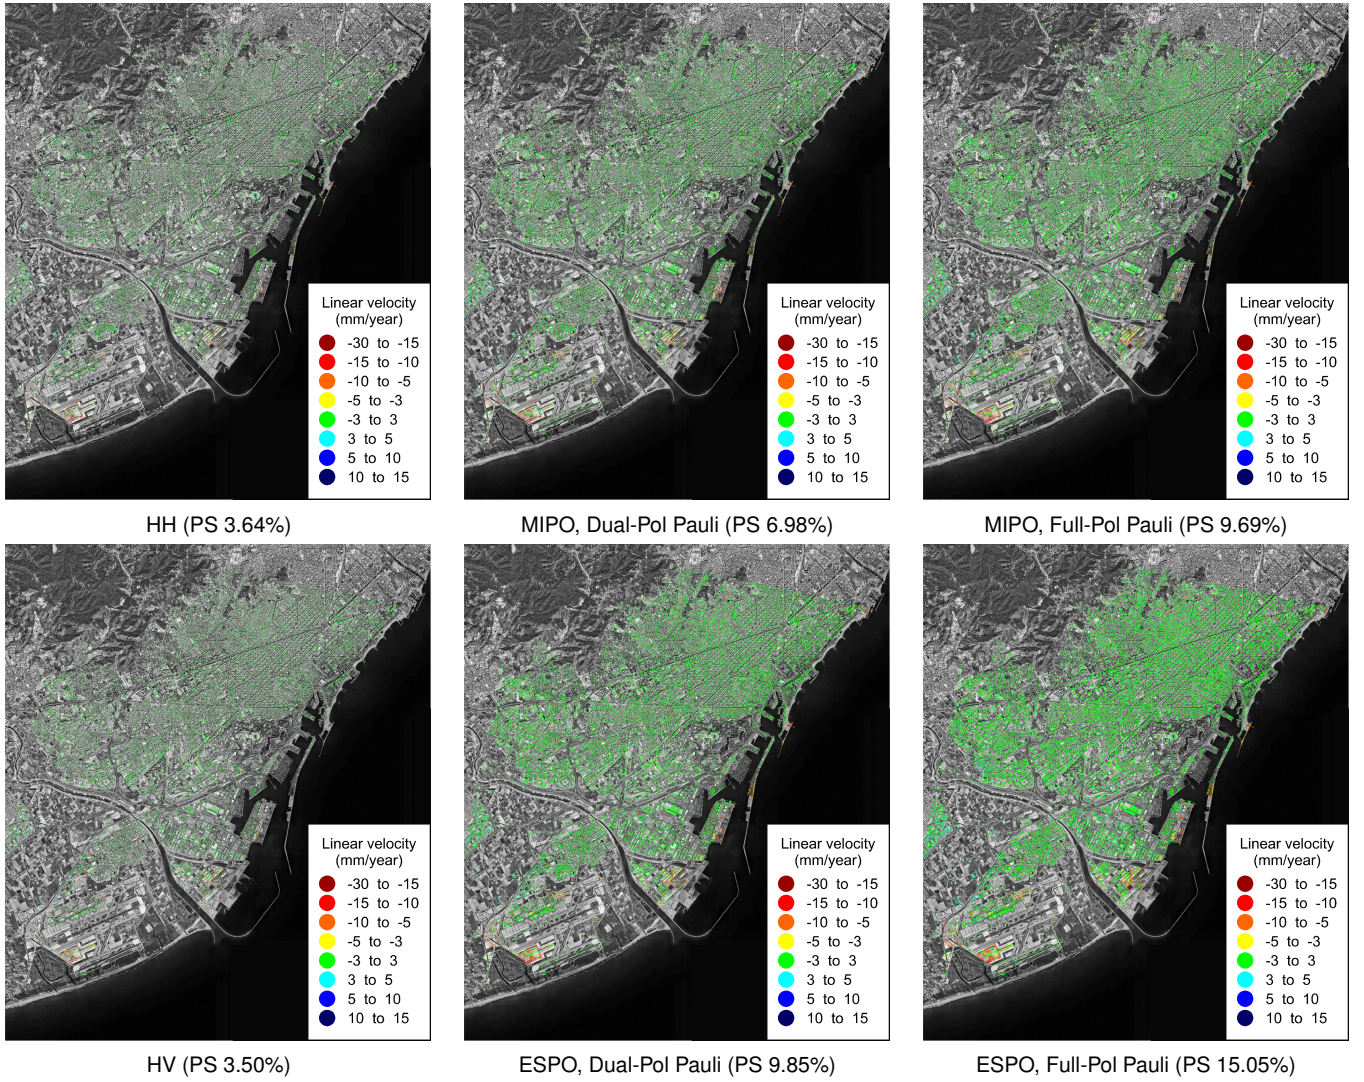 Linear velocity
(mm/year)
-30 to -15
-15 to -10
-10 to -5
-5 to -3
-3 to 3
3 to 5
5 to 10
10 to 15
HH (PS 3.64%)
Linear velocity
(mm/year)
-30 to -15
-15 to -10
-10 to -5
-5 to -3
-3 to 3
3 to 5
5 to 10
10 to 15
MIPO, Dual-Pol Pauli (PS 6.98%)
Linear velocity
(mm/year)
-30 to -15
-15 to -10
-10 to -5
-5 to -3
-3 to 3
3 to 5
5 to 10
10 to 15
MIPO, Full-Pol Pauli (PS 9.69%)
Linear velocity
(mm/year)
-30 to -15
-15 to -10
-10 to -5
-5 to -3
-3 to 3
3 to 5
5 to 10
10 to 15
HV (PS 3.50%)
Linear velocity
(mm/year)
-30 to -15
-15 to -10
-10 to -5
-5 to -3
-3 to 3
3 to 5
5 to 10
10 to 15
ESPO, Dual-Pol Pauli (PS 9.85%)
Linear velocity
(mm/year)
-30 to -15
-15 to -10
-10 to -5
-5 to -3
-3 to 3
3 to 5
5 to 10
10 to 15
ESPO, Full-Pol Pauli (PS 15.05%)